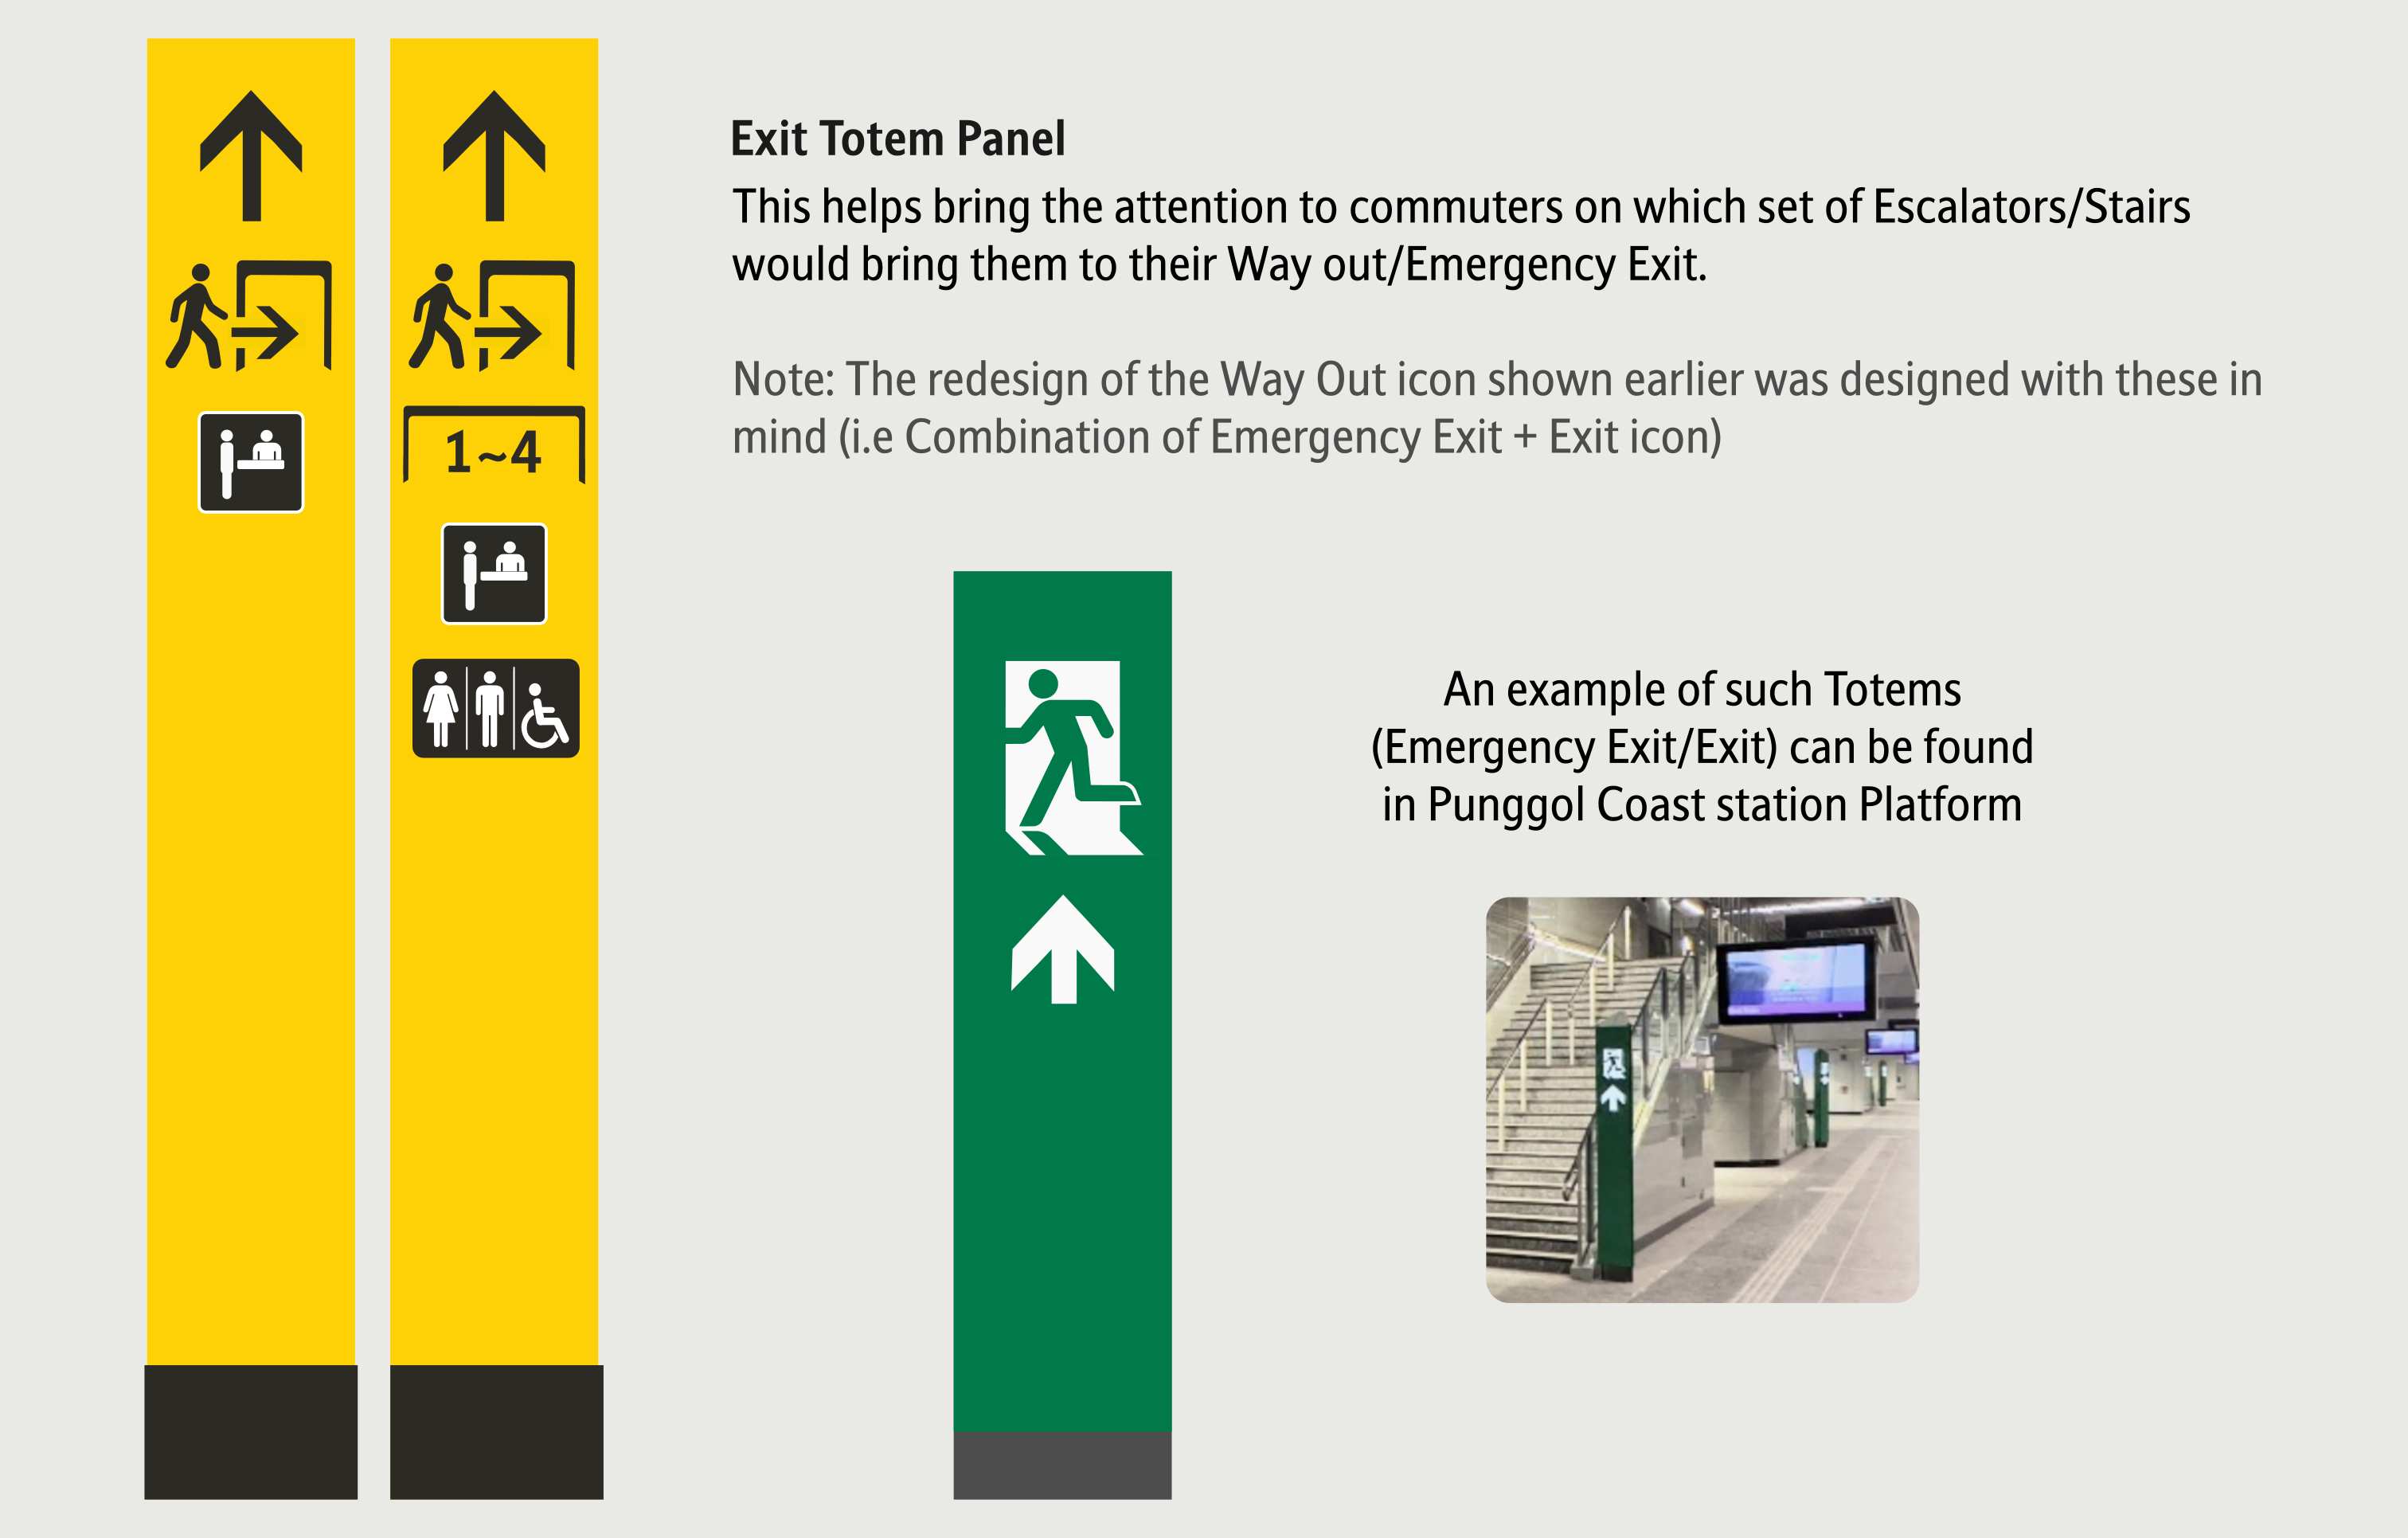 Exit Totem Panel
This helps bring the attention to commuters on which set of Escalators/Stairs
would bring them to their Way out/Emergency Exit.
Note: The redesign of the Way Out icon shown earlier was designed with these in
mind (i.e Combination of Emergency Exit + Exit icon)
1~4
An example of such Totems
(Emergency Exit/Exit) can be found
in Punggol Coast station Platform